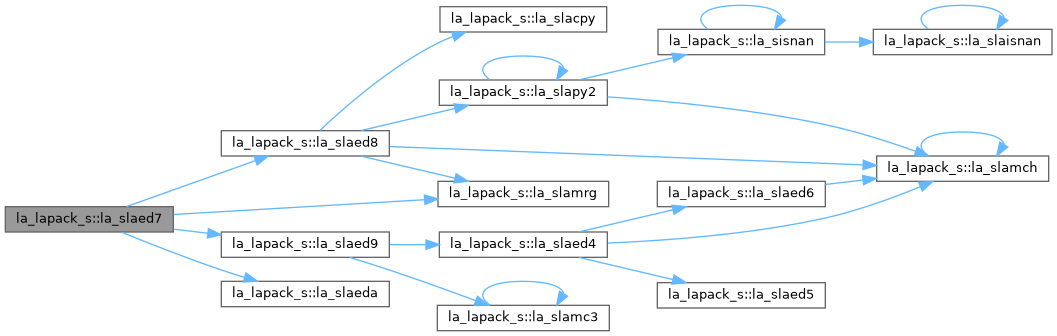 la_lapack_s::la_slaed7
la_lapack_s::la_slaed8
la_lapack_s::la_slacpy
la_lapack_s::la_slapy2
la_lapack_s::la_sisnan
la_lapack_s::la_slaisnan
la_lapack_s::la_slamch
la_lapack_s::la_slamrg
la_lapack_s::la_slaed9
la_lapack_s::la_slaed4
la_lapack_s::la_slaed6
la_lapack_s::la_slaed5
la_lapack_s::la_slamc3
la_lapack_s::la_slaeda